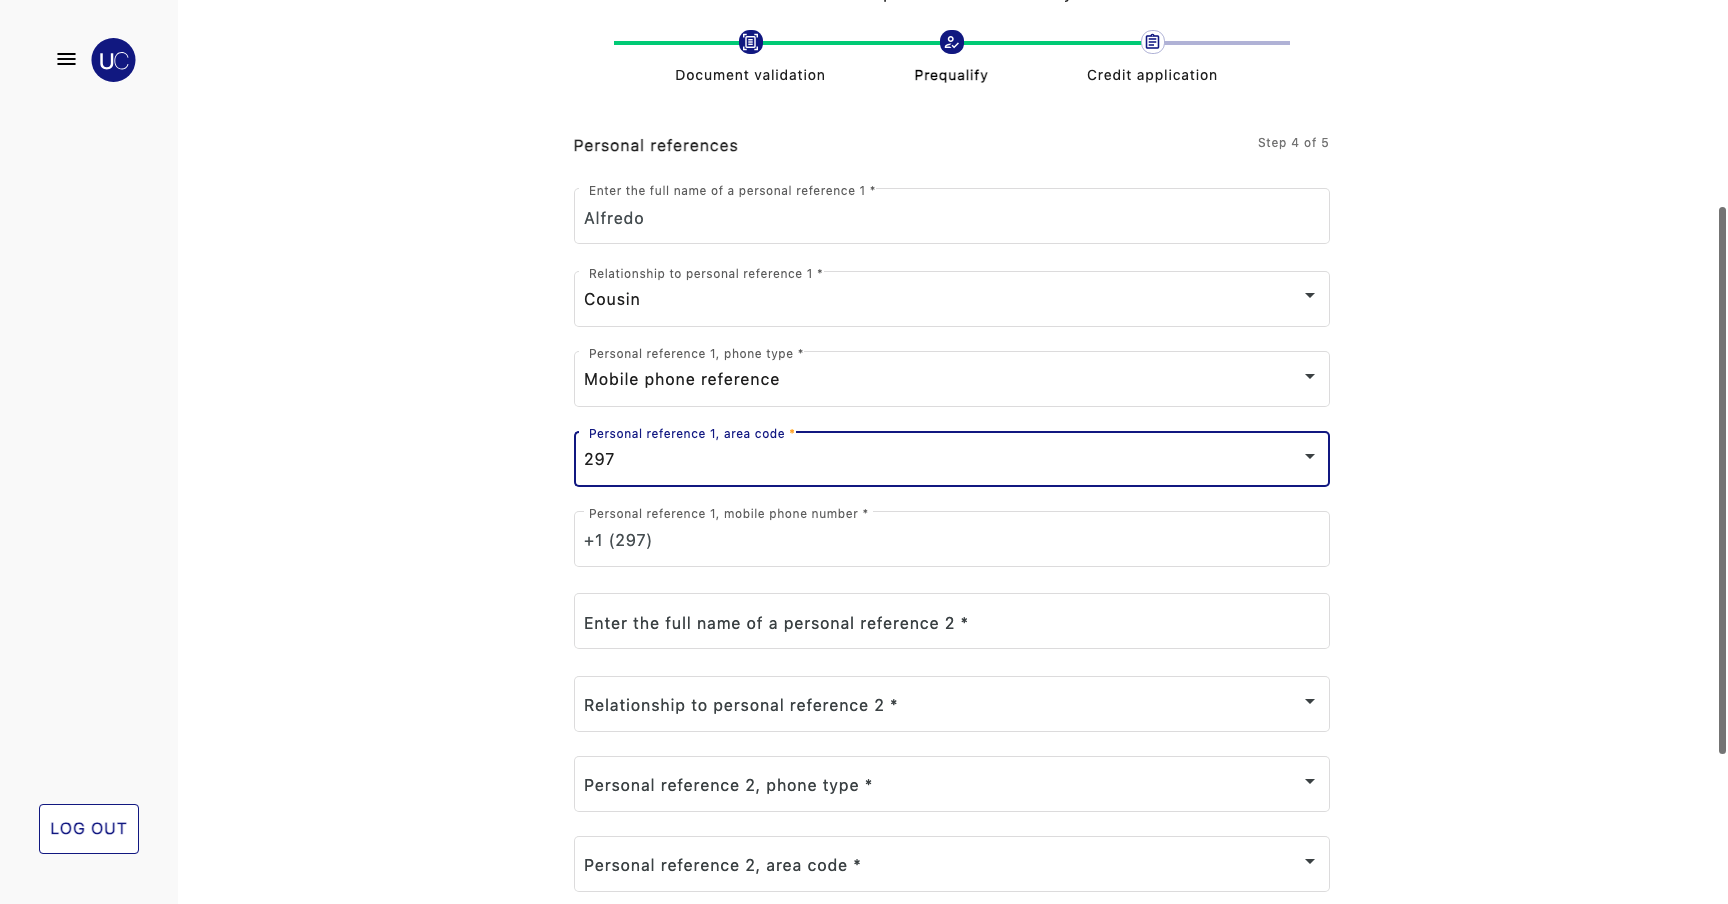 UC
Document validation
Prequalify
Credit application
Personal references
Step 4 of 5
Enter the full name of a personal reference 1 *
Alfredo
Relationship to personal reference 1 *
Cousin
Personal reference 1, phone type *
Mobile phone reference
Personal reference 1, area code *
297
Personal reference 1, mobile phone number *
+1 (297)
Enter the full name of a personal reference 2 *
Relationship to personal reference 2 *
Personal reference 2, phone type *
LOG OUT
Personal reference 2, area code *